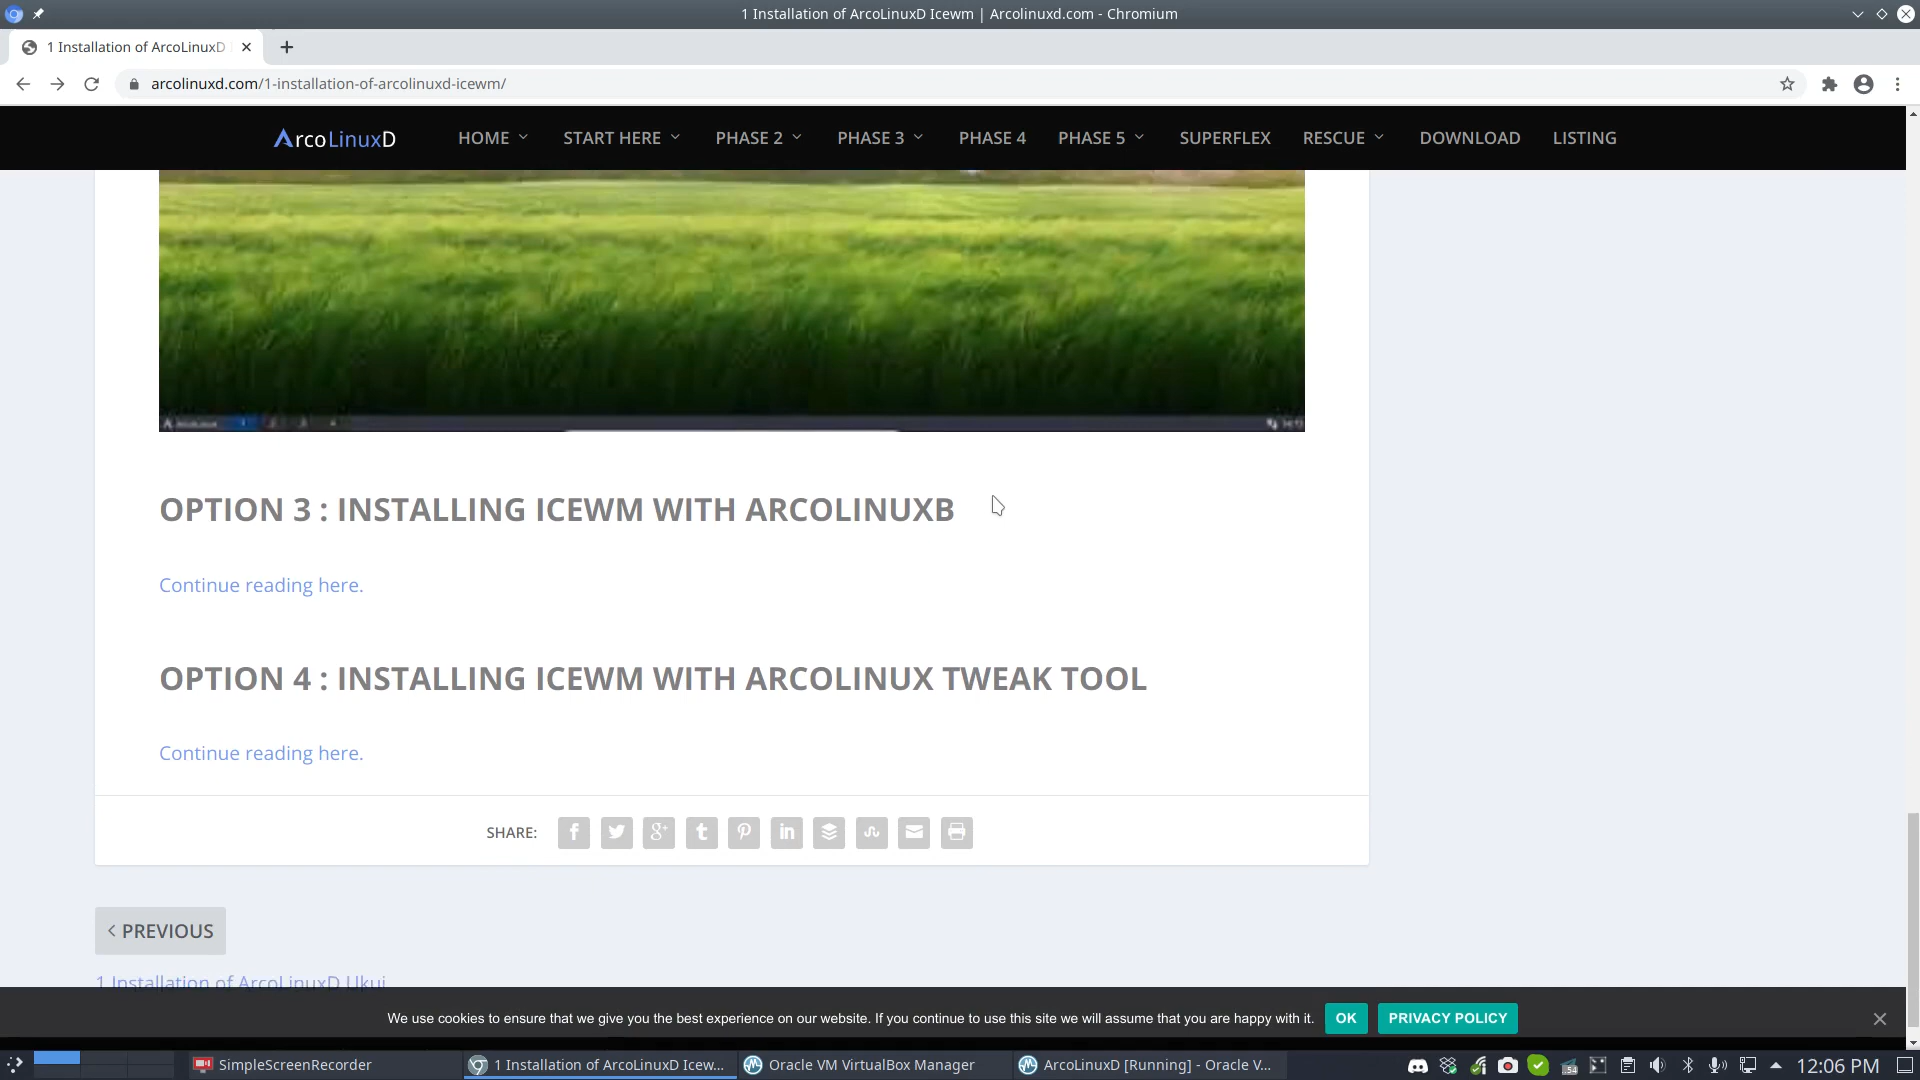 1 Installation of ArcoLinuxD Icewm | Arcolinuxd.com - Chromium
1 Installation of ArcoLinuxD
arcolinuxd.com/1-installation-of-arcolinuxd-icewm/
ArcoLinuxD
HOME
START HERE
PHASE 2
PHASE 3
PHASE 4
PHASE 5
SUPERFLEX
RESCUE
DOWNLOAD
LISTING
OPTION 3 : INSTALLING ICEWM WITH ARCOLINUXB
Continue reading here.
OPTION 4 : INSTALLING ICEWM WITH ARCOLINUX TWEAK TOOL
Continue reading here.
SHARE:
< PREVIOUS
1 Installation of ArcoLinuxD Ukui
We use cookies to ensure that we give you the best experience on our website. If you continue to use this site we will assume that you are happy with it.
OK
PRIVACY POLICY
SimpleScreenRecorder
1 Installation of ArcoLinuxD Icew...
Oracle VM VirtualBox Manager
ArcoLinuxD [Running] - Oracle V...
54
12:06 PM